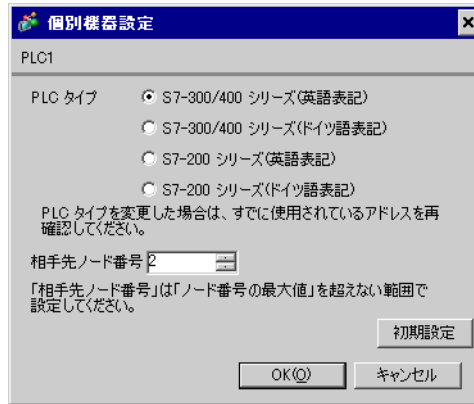 個別機器設定
PLC1
PLC タイプ
S7-300/400 シリーズ(英語表記)
S7-300/400 シリーズ(ドイツ語表記)
S7-200 シリーズ(英語表記)
S7-200 シリーズ(ドイツ語表記)
PLC タイプを変更した場合は、すでに使用されているアドレスを再
確認してください。
相手先ノード番号 2
「相手先ノード番号」は「ノード番号の最大値」を超えない範囲で
設定してください。
初期設定
OK(O) キャンセル